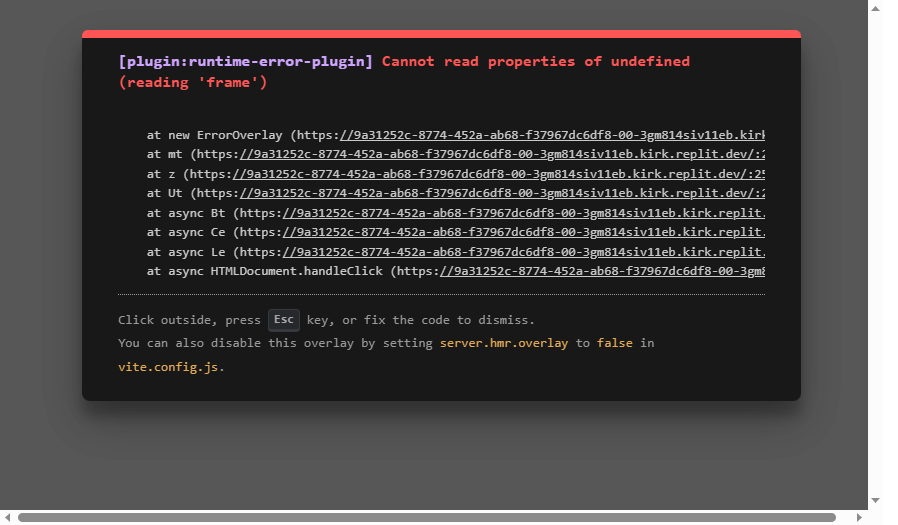 [plugin:runtime-error-plugin] Cannot read properties of undefined
(reading 'frame')
at new ErrorOverlay (https://9a31252c-8774-452a-ab68-f37967dc6df8-00-3gm814siv11eb.kirk
at mt (https://9a31252c-8774-452a-ab68-f37967dc6df8-00-3gm814siv11eb.kirk.replit.dev/:2
at z (https://9a31252c-8774-452a-ab68-f37967dc6df8-00-3gm814siv11eb.kirk.replit.dev/:25
at Ut (https://9a31252c-8774-452a-ab68-f37967dc6df8-00-3gm814siv11eb.kirk.replit.dev/:2
at async Bt (https://9a31252c-8774-452a-ab68-f37967dc6df8-00-3gm814siv11eb.kirk.replit.
at async Ce (https://9a31252c-8774-452a-ab68-f37967dc6df8-00-3gm814siv11eb.kirk.replit.
at async Le (https://9a31252c-8774-452a-ab68-f37967dc6df8-00-3gm814siv11eb.kirk.replit.
at async HTMLDocument.handleClick (https://9a31252c-8774-452a-ab68-f37967dc6df8-00-3gm8
Click outside, press Esc key, or fix the code to dismiss.
You can also disable this overlay by setting server.hmr.overlay to false in
vite.config.js.